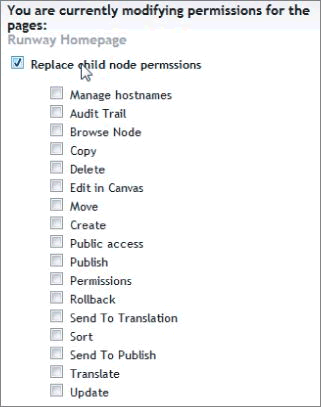 You are currently modifying permissions for the
pages:
Runway Homepage
Replace child node permssions
Manage hostnames
Audit Trail
Browse Node
Copy
Delete
Edit in Canvas
Move
Create
Public access
Publish
Permissions
Rollback
Send To Translation
Sort
Send To Publish
Translate
Update